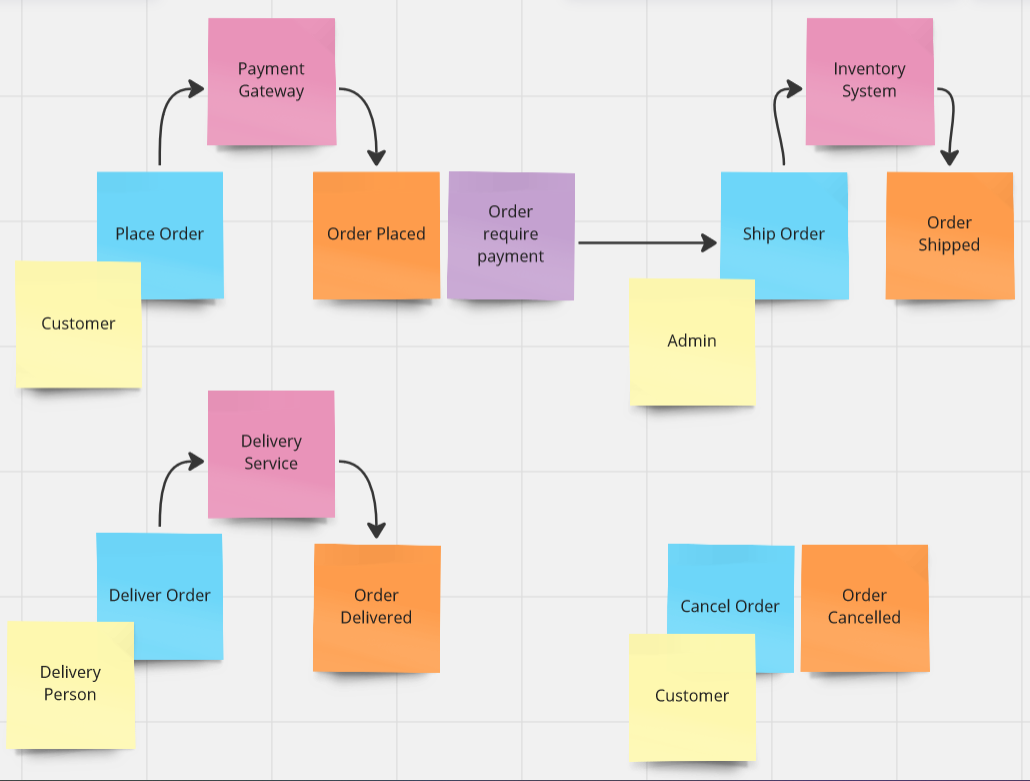 Payment
Gateway
Inventory
System
Place Order
Order Placed
Order
require
payment
Ship Order
Order
Shipped
Customer
Admin
Delivery
Service
Deliver Order
Order
Delivered
Cancel Order
Order
Cancelled
Delivery
Person
Customer